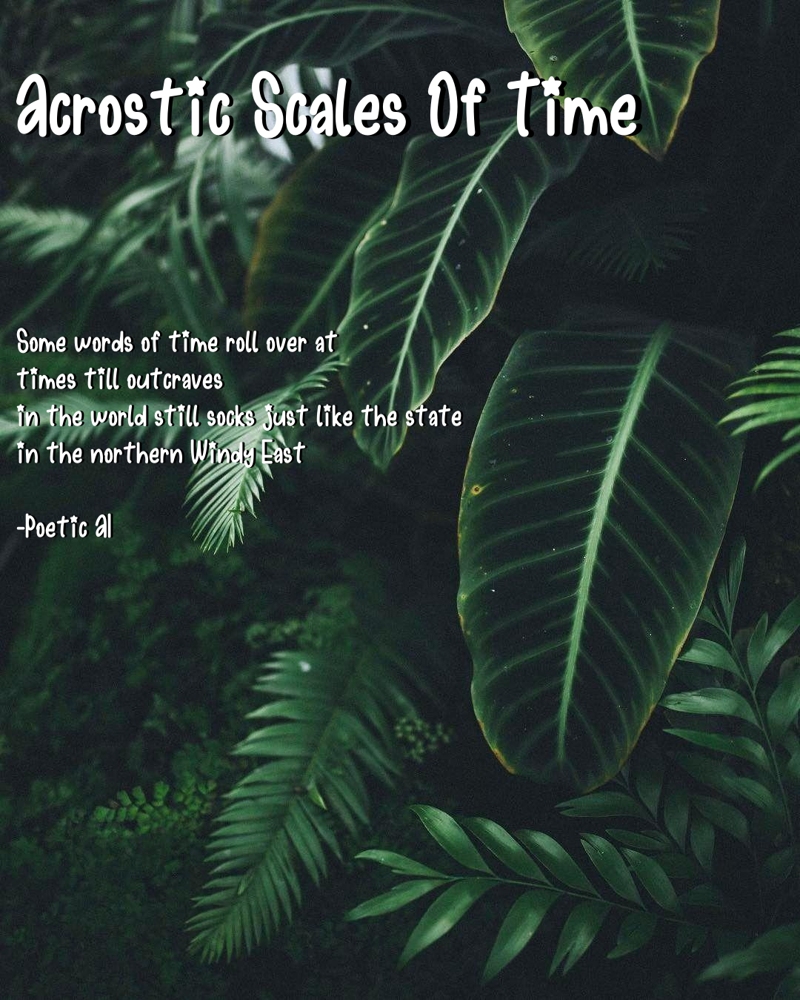 Acrostic Scales Of Time
Some words of time roll over at
times till outcraves
in the world still socks just like the state
in the northern Windy East
-Poetic Al